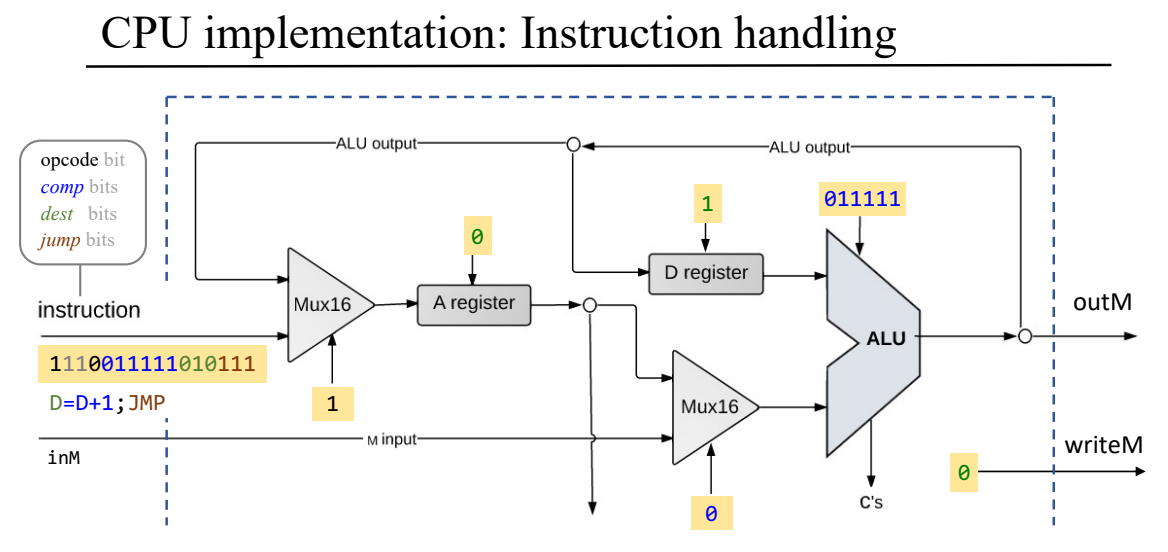 CPU implementation: Instruction handling
opcode bit
comp bits
dest bits
jump bits
instruction
1110011111010111
D=D+1;JMP
inM
ALU output
ALU output
Mux16
1
0
A register
1
D register
M input
Mux16
0
011111
ALU
C's
outM
writeM
0